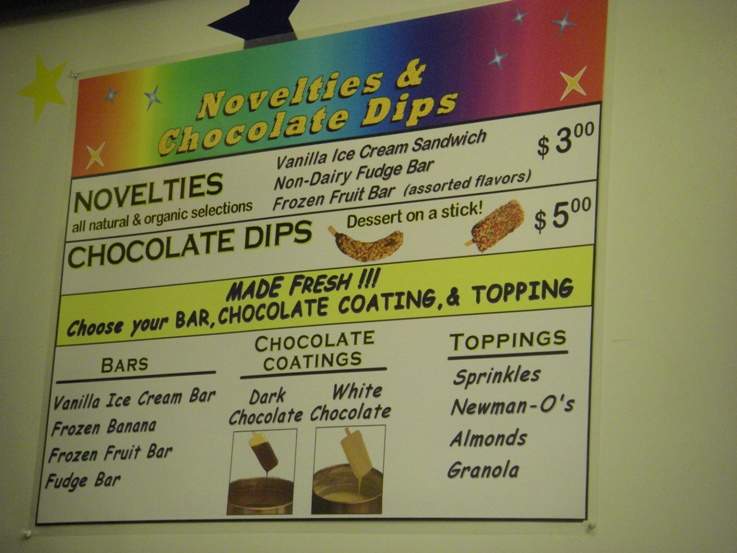 Novelties &
Chocolate Dips
NOVELTIES
all natural & organic selections
Vanilla Ice Cream Sandwich
Non-Dairy Fudge Bar
Frozen Fruit Bar (assorted flavors)
$3.00
CHOCOLATE DIPS
Dessert on a stick!
$5.00
MADE FRESH !!!
Choose your BAR, CHOCOLATE COATING, & TOPPING
BARS
Vanilla Ice Cream Bar
Frozen Banana
Frozen Fruit Bar
Fudge Bar
CHOCOLATE
COATINGS
Dark
Chocolate
White
Chocolate
TOPPINGS
Sprinkles
Newman-O's
Almonds
Granola